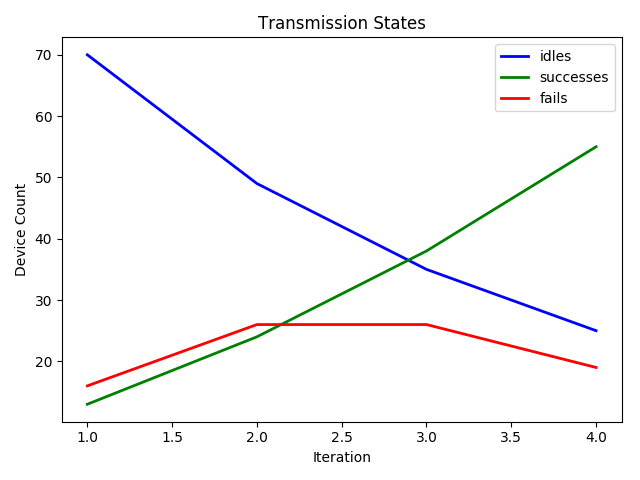 Transmission States
idles
successes
fails
Device Count
70
60
50
40
30
20
1.0
1.5
2.0
2.5
3.0
3.5
4.0
Iteration